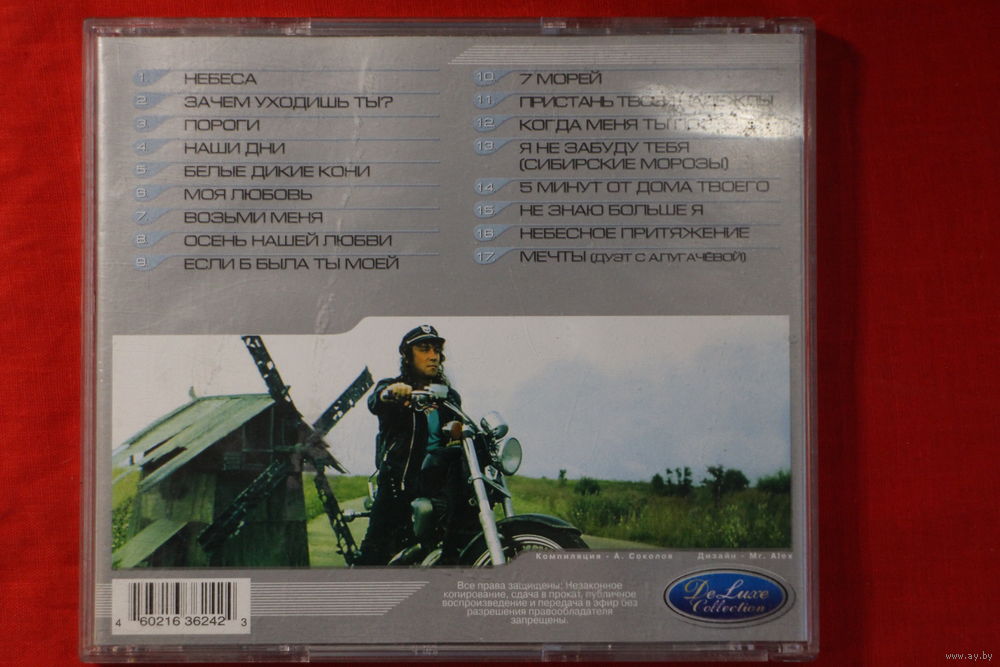 1. НЕБЕСА
2. ЗАЧЕМ УХОДИШЬ ТЫ?
3. ПОРОГИ
4. НАШИ ДНИ
5. БЕЛЫЕ ДИКИЕ КОНИ
6. МОЯ ЛЮБОВЬ
7. ВОЗЬМИ МЕНЯ
8. ОСЕНЬ НАШЕЙ ЛЮБВИ
9. ЕСЛИ Б БЫЛА ТЫ МОЕЙ
10. 7 МОРЕЙ
11. ПРИСТАНЬ ТВОЕЙ НАДЕЖДЫ
12. КОГДА МЕНЯ ТЫ
13. Я НЕ ЗАБУДУ ТЕБЯ
(СИБИРСКИЕ МОРОЗЫ)
14. 5 МИНУТ ОТ ДОМА ТВОЕГО
15. НЕ ЗНАЮ БОЛЬШЕ Я
16. НЕБЕСНОЕ ПРИТЯЖЕНИЕ
17. МЕЧТЫ (ДУЭТ С А.ПУГАЧЁВОЙ)
Компиляция - А. Соколов Дизайн - Mr. Alex
Все права защищены: Незаконное
копирование, сдача в прокат, публичное
воспроизведение и передача в эфир без
разрешения правообладателя
запрещены.
DeLuxe
Collection
4 60216 36242 3
www.ay.by